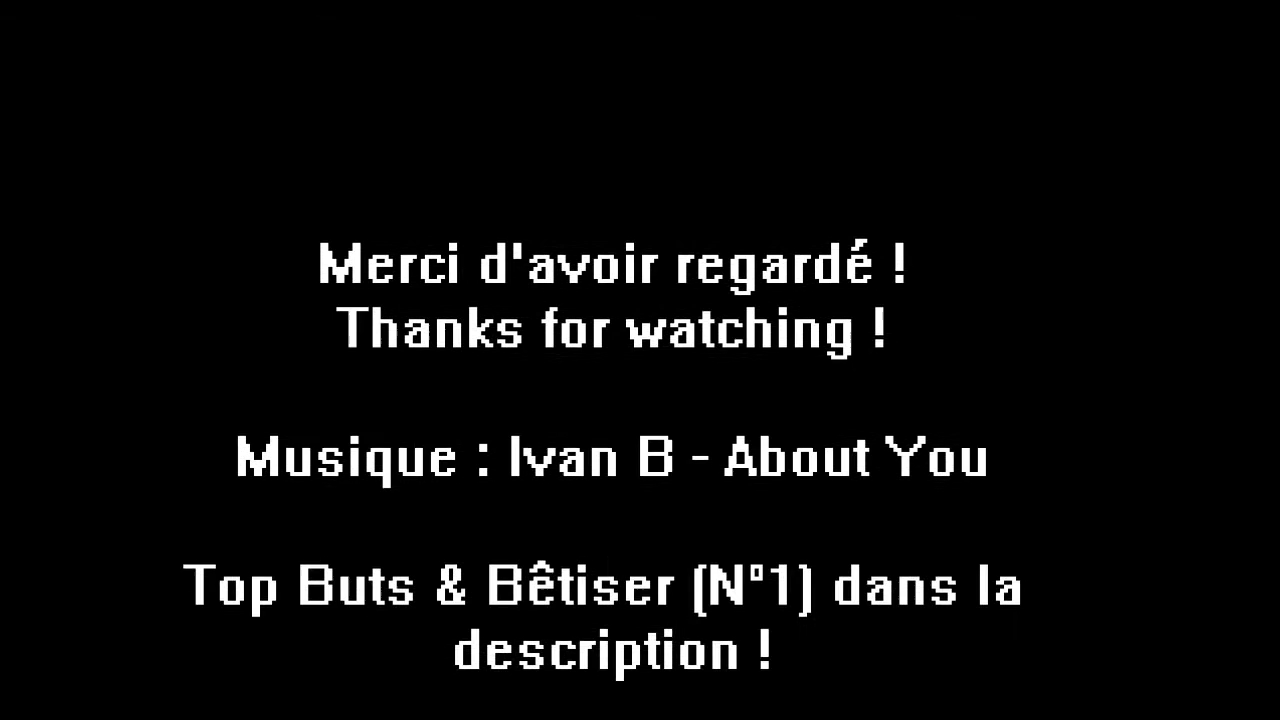 Merci d'avoir regardé !
Thanks for watching !
Musique : Ivan B - About You
Top Buts & Bêtiser (N°1) dans la
description !